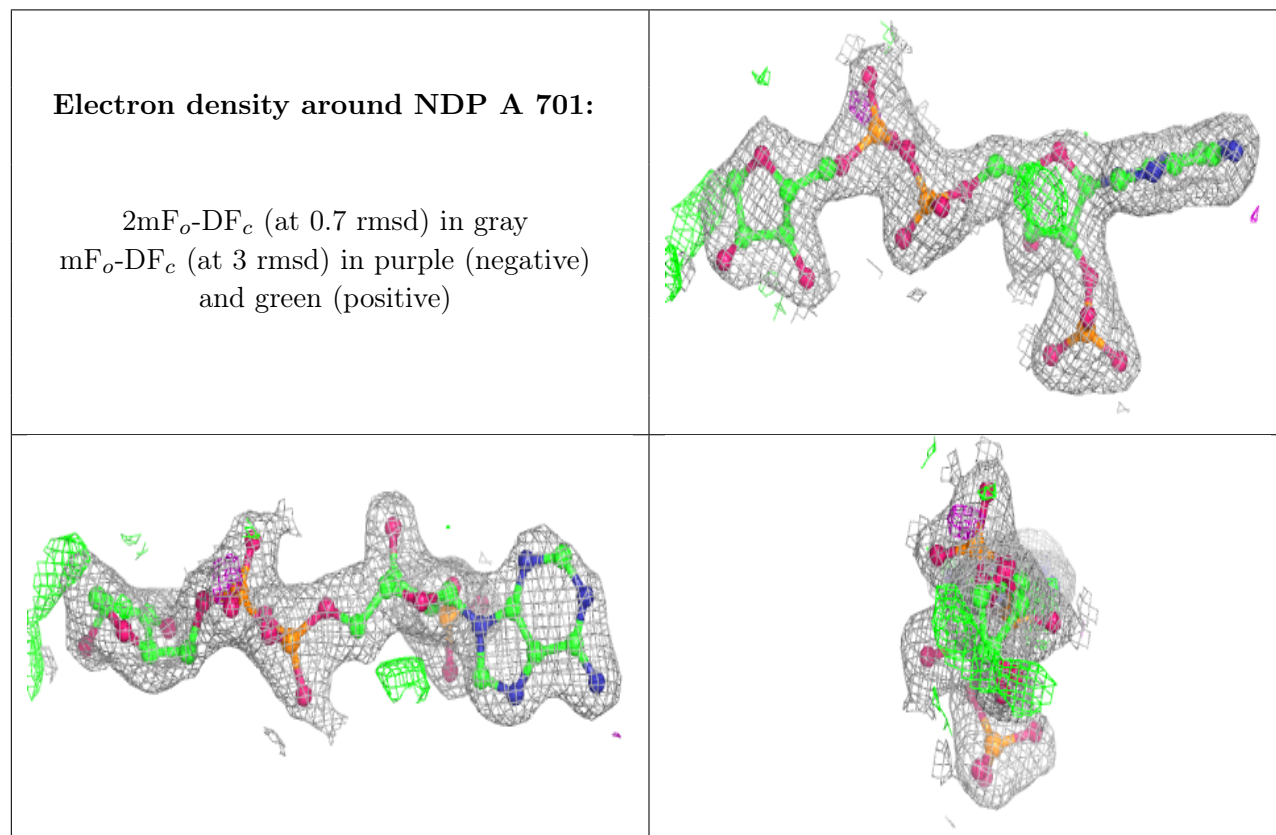 Electron density around NDP A 701:
2mFo-DFc (at 0.7 rmsd) in gray
mFo-DFc (at 3 rmsd) in purple (negative)
and green (positive)